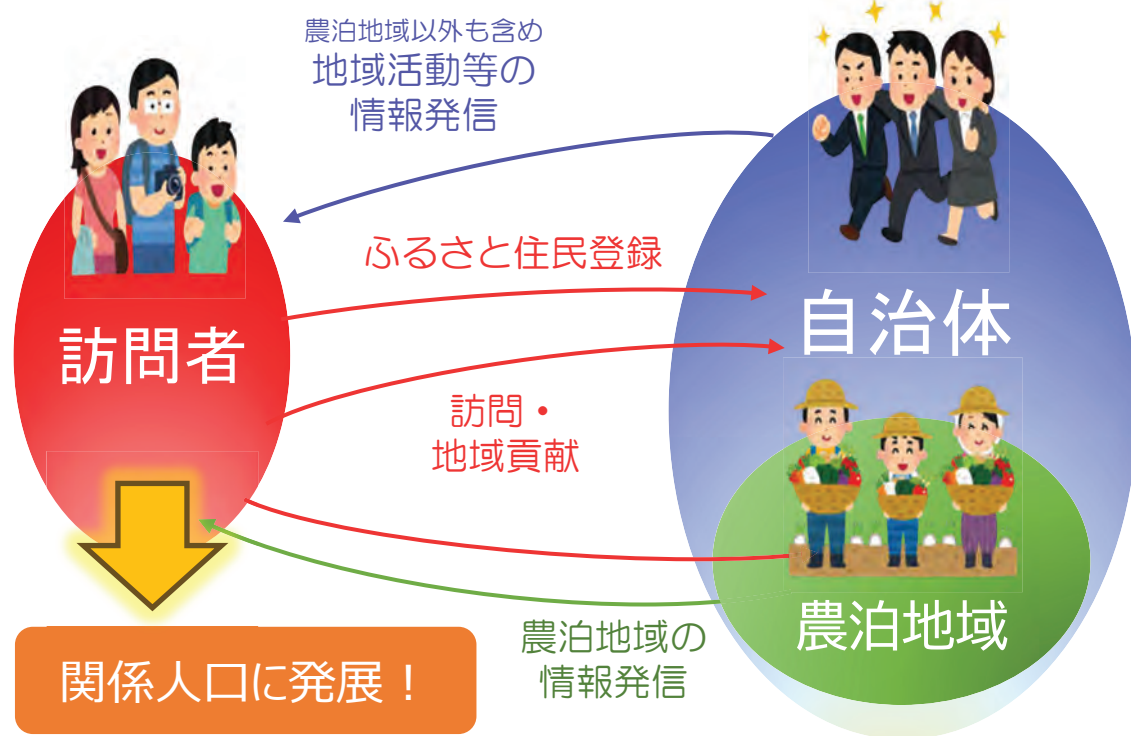 農泊地域以外も含め
地域活動等の
情報発信
ふるさと住民登録
訪問者
自治体
訪問・
地域貢献
農泊地域の
情報発信
農泊地域
関係人口に発展！